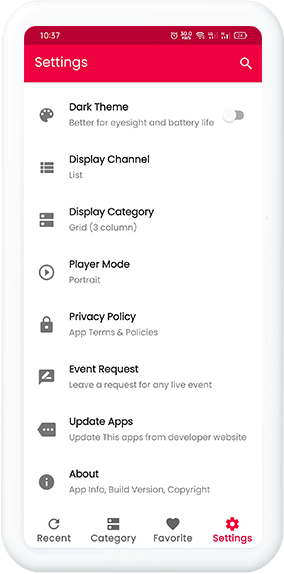 10:37
Settings
Dark Theme
Better for eyesight and battery life
Display Channel
List
Display Category
Grid (3 column)
Player Mode
Portrait
Privacy Policy
App Terms & Policies
Event Request
Leave a request for any live event
Update Apps
Update This apps from developer website
About
App Info, Build Version, Copyright
Recent Category Favorite Settings